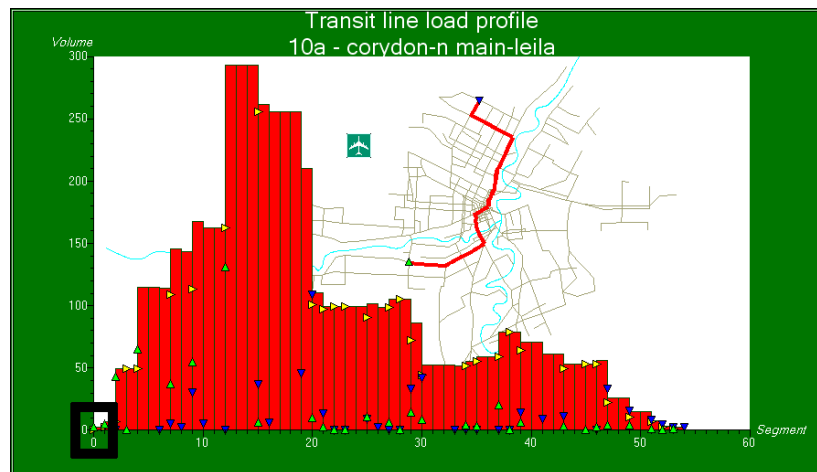 Transit line load profile
10a - corydon-n main-leila
Volume
300
250
200
150
100
50
0
0 10 20 30 40 50 60
Segment